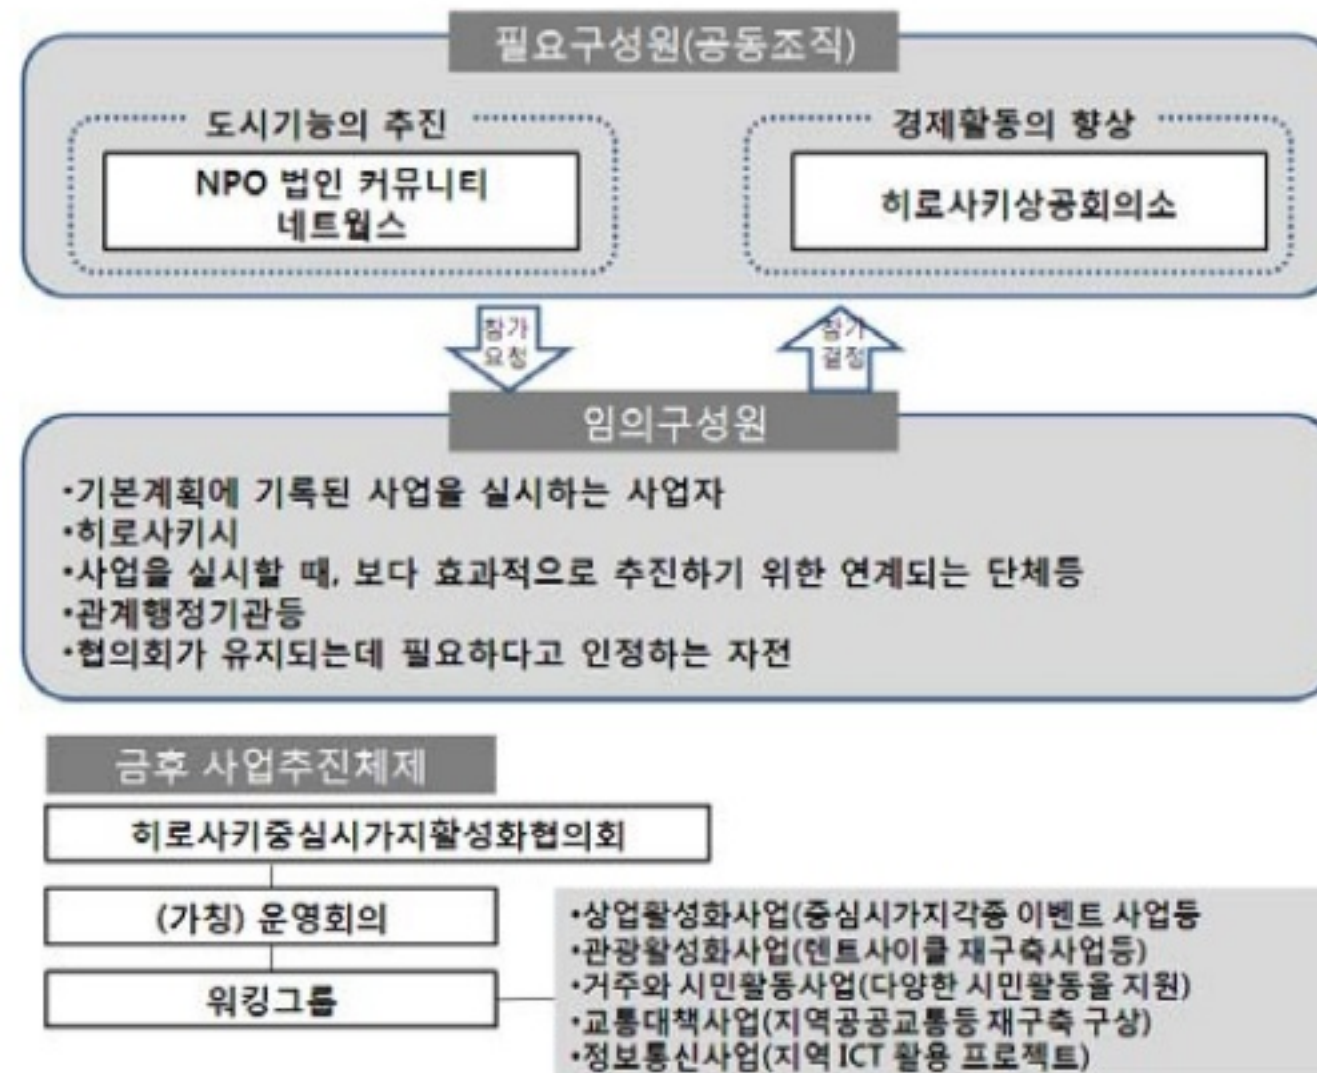 필요구성원(공동조직)
도시기능의 추진
NPO 법인 커뮤니티
네트웍스
경제활동의 향상
히로사키상공회의소
참가
요청
참가
결정
임의구성원
•기본계획에 기록된 사업을 실시하는 사업자
•히로사키시
•사업을 실시할 때, 보다 효과적으로 추진하기 위한 연계되는 단체등
•관계행정기관등
•협의회가 유지되는데 필요하다고 인정하는 자전
금후 사업추진체제
히로사키중심시가지활성화협의회
(가칭) 운영회의
워킹그룹
•상업활성화사업(중심시가지각종 이벤트 사업등
•관광활성화사업(렌트사이클 재구축사업등)
•거주와 시민활동사업(다양한 시민활동을 지원)
•교통대책사업(지역공공교통등 재구축 구상)
•정보통신사업(지역 ICT 활용 프로젝트)